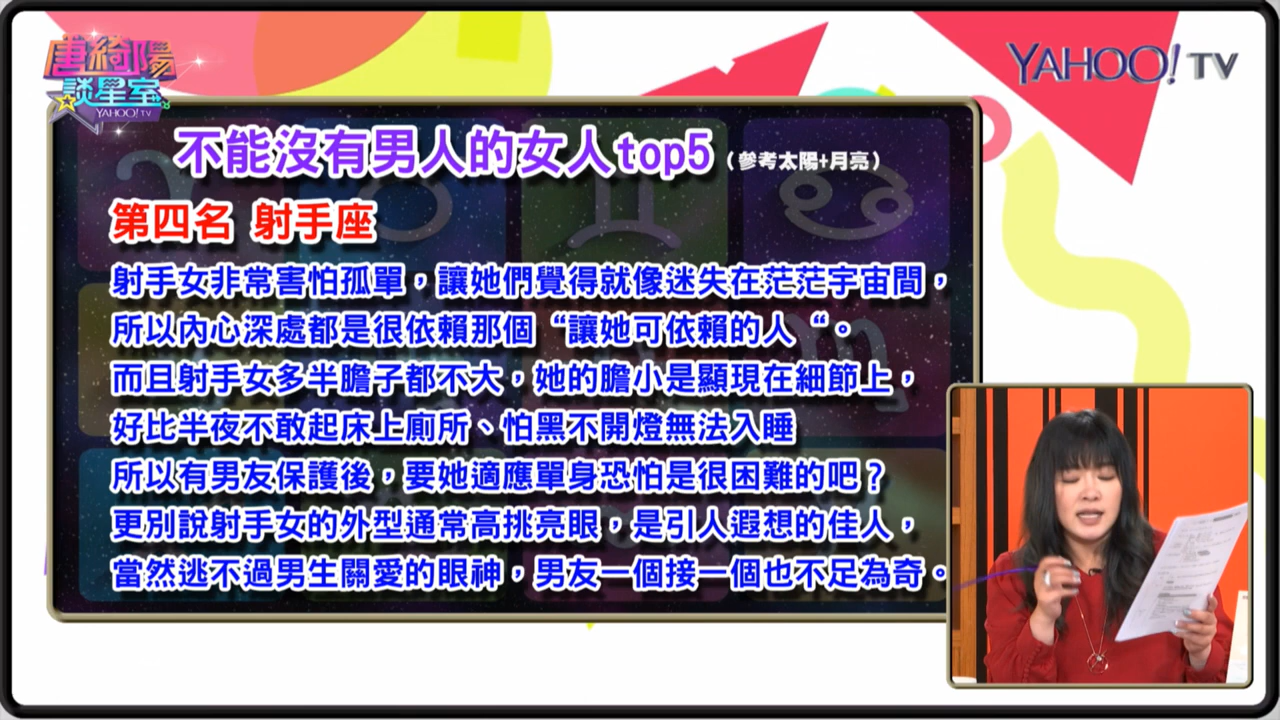 唐綺陽
談星室
YAHOO! TV
YAHOO! TV
不能沒有男人的女人top5（參考太陽+月亮）
第四名 射手座
射手女非常害怕孤單，讓她們覺得就像迷失在茫茫宇宙間，
所以內心深處都是很依賴那個“讓她可依賴的人“。
而且射手女多半膽子都不大，她的膽小是顯現在細節上，
好比半夜不敢起床上廁所、怕黑不開燈無法入睡
所以有男友保護後，要她適應單身恐怕是很困難的吧？
更別說射手女的外型通常高挑亮眼，是引人遐想的佳人，
當然逃不過男生關愛的眼神，男友一個接一個也不足為奇。